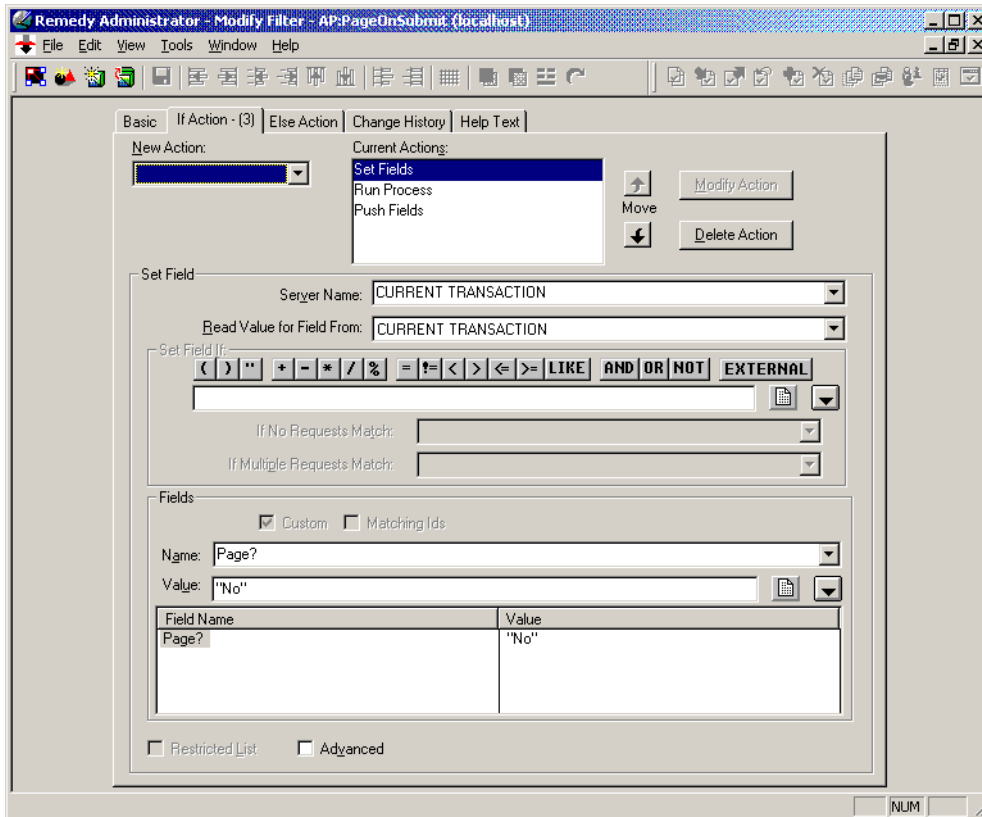 Remedy Administrator - Modify Filter - AP:PageOnSubmit (localhost)
File Edit View Tools Window Help
Basic If Action - (3) Else Action Change History Help Text
New Action:
Current Actions:
Set Fields
Run Process
Push Fields
Move
Modify Action
Delete Action
Set Field
Server Name: CURRENT TRANSACTION
Read Value for Field From: CURRENT TRANSACTION
Set Field If:
( ) " + - * / % = != < > <= >= LIKE AND OR NOT EXTERNAL
If No Requests Match:
If Multiple Requests Match:
Fields
Custom Matching Ids
Name: Page?
Value: "No"
Field Name Value
Page? "No"
Restricted List Advanced
NUM